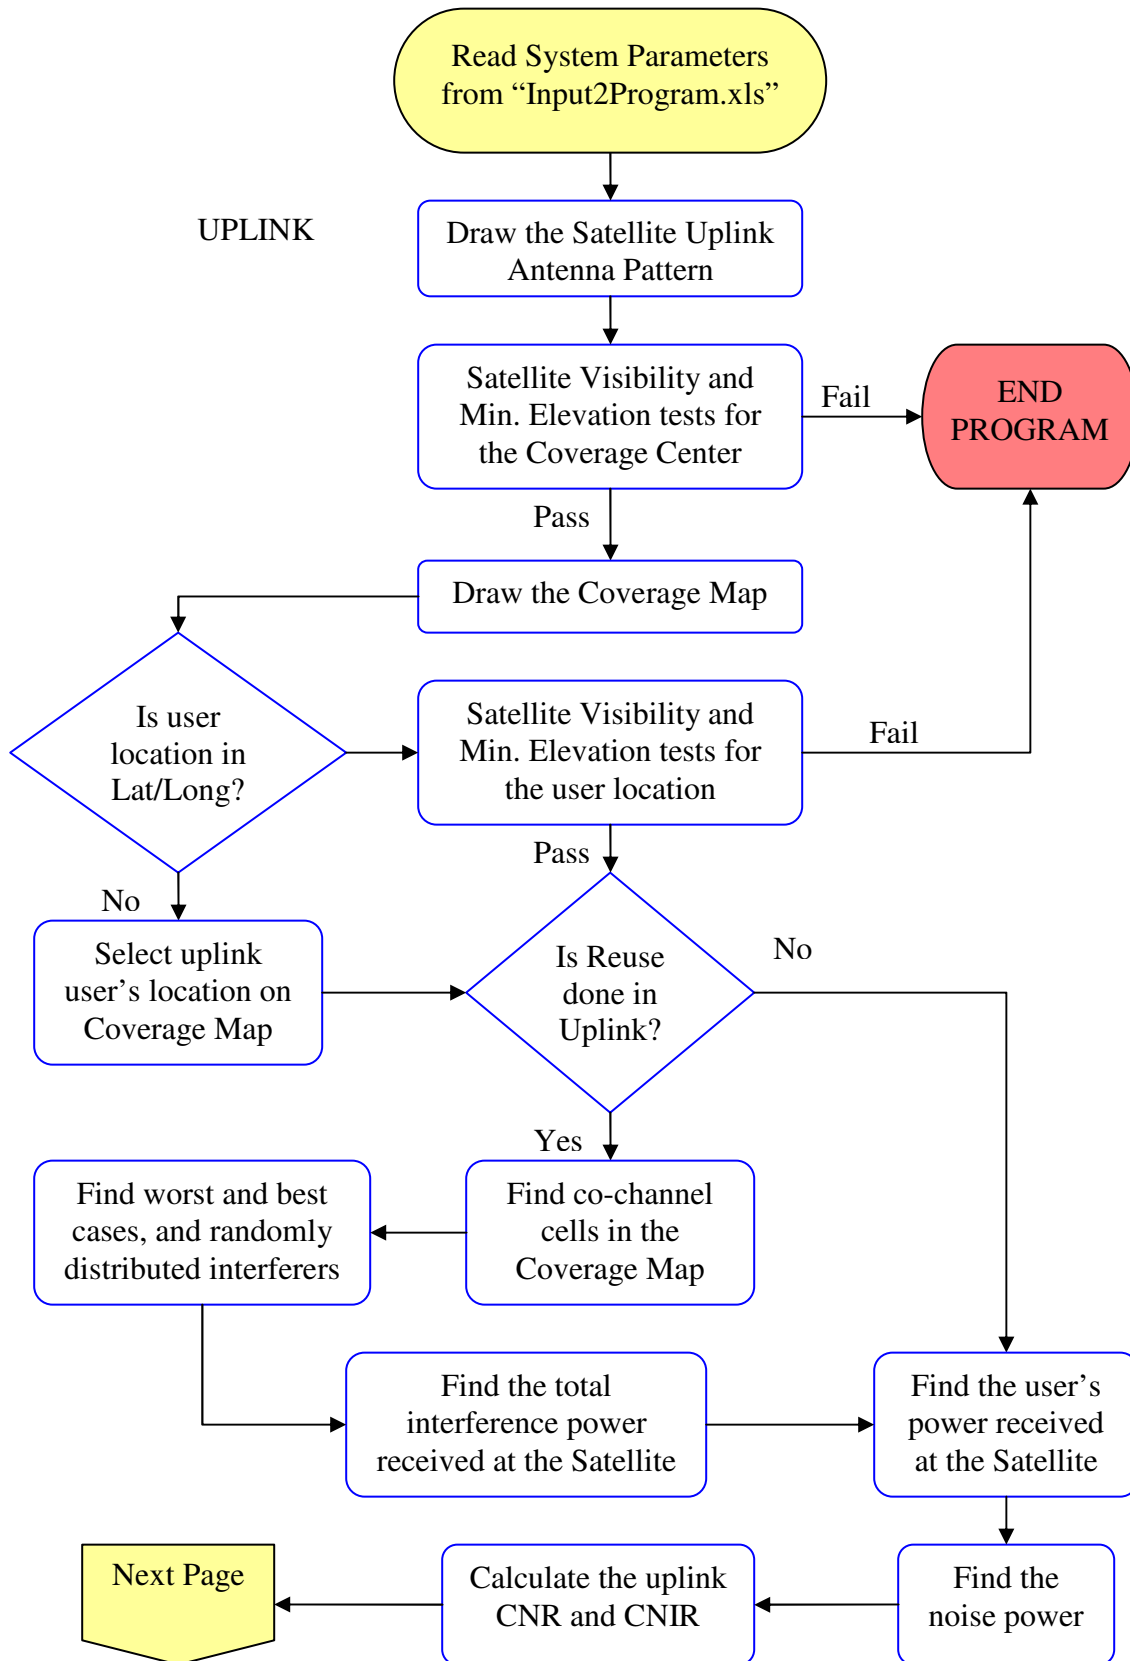 Read System Parameters
from “Input2Program.xls”
UPLINK
Draw the Satellite Uplink
Antenna Pattern
Satellite Visibility and
Min. Elevation tests for
the Coverage Center
Fail
END
PROGRAM
Pass
Draw the Coverage Map
Is user
location in
Lat/Long?
Satellite Visibility and
Min. Elevation tests for
the user location
Fail
Pass
No
Select uplink
user’s location on
Coverage Map
Is Reuse
done in
Uplink?
No
Yes
Find worst and best
cases, and randomly
distributed interferers
Find co-channel
cells in the
Coverage Map
Find the total
interference power
received at the Satellite
Find the user’s
power received
at the Satellite
Next Page
Calculate the uplink
CNR and CNIR
Find the
noise power